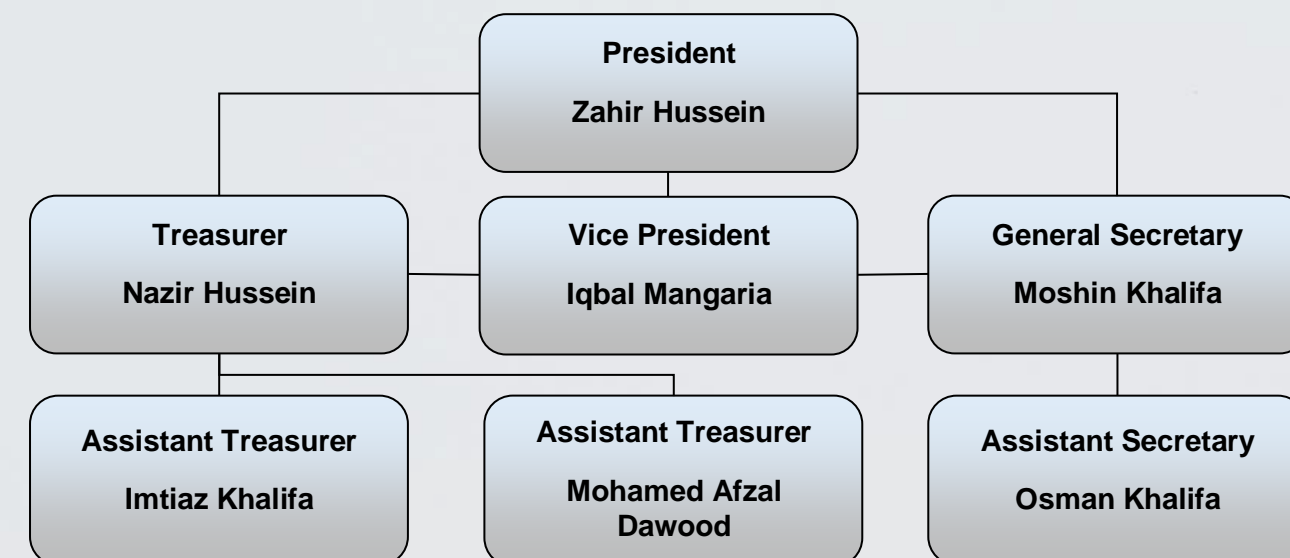 President
Zahir Hussein
Treasurer
Nazir Hussein
Vice President
Iqbal Mangaria
General Secretary
Moshin Khalifa
Assistant Treasurer
Imtiaz Khalifa
Assistant Treasurer
Mohamed Afzal
Dawood
Assistant Secretary
Osman Khalifa